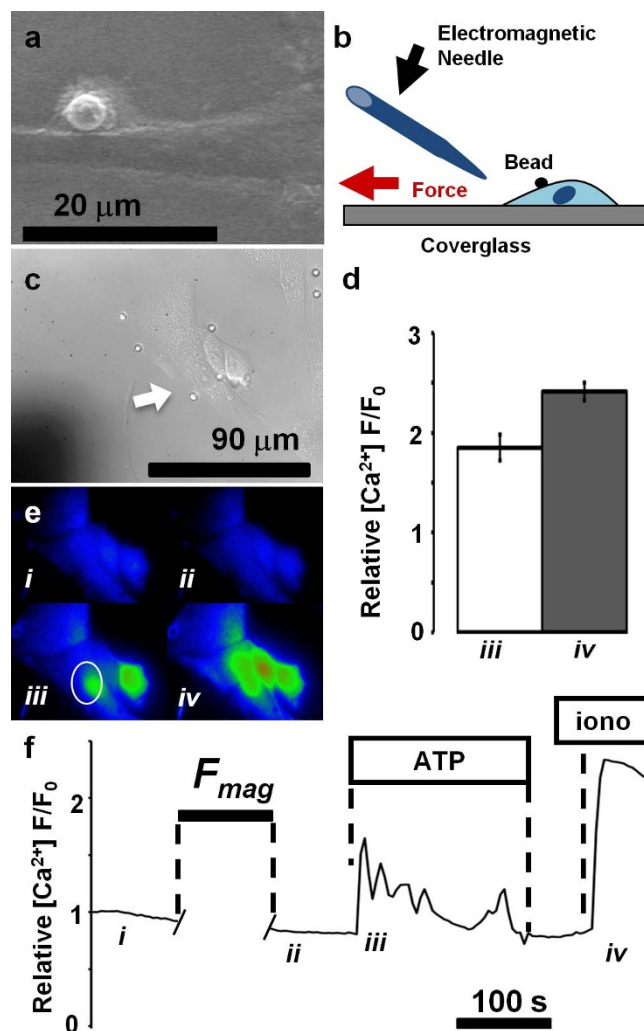 a
20 µm
b
Electromagnetic
Needle
Bead
Force
Coverglass
c
90 µm
d
Relative [Ca²⁺] F/F₀
3
2
1
0
iii
iv
e
i
ii
iii
iv
f
Relative [Ca²⁺] F/F₀
2
1
0
Fmag
ATP
iono
i
ii
iii
iv
100 s